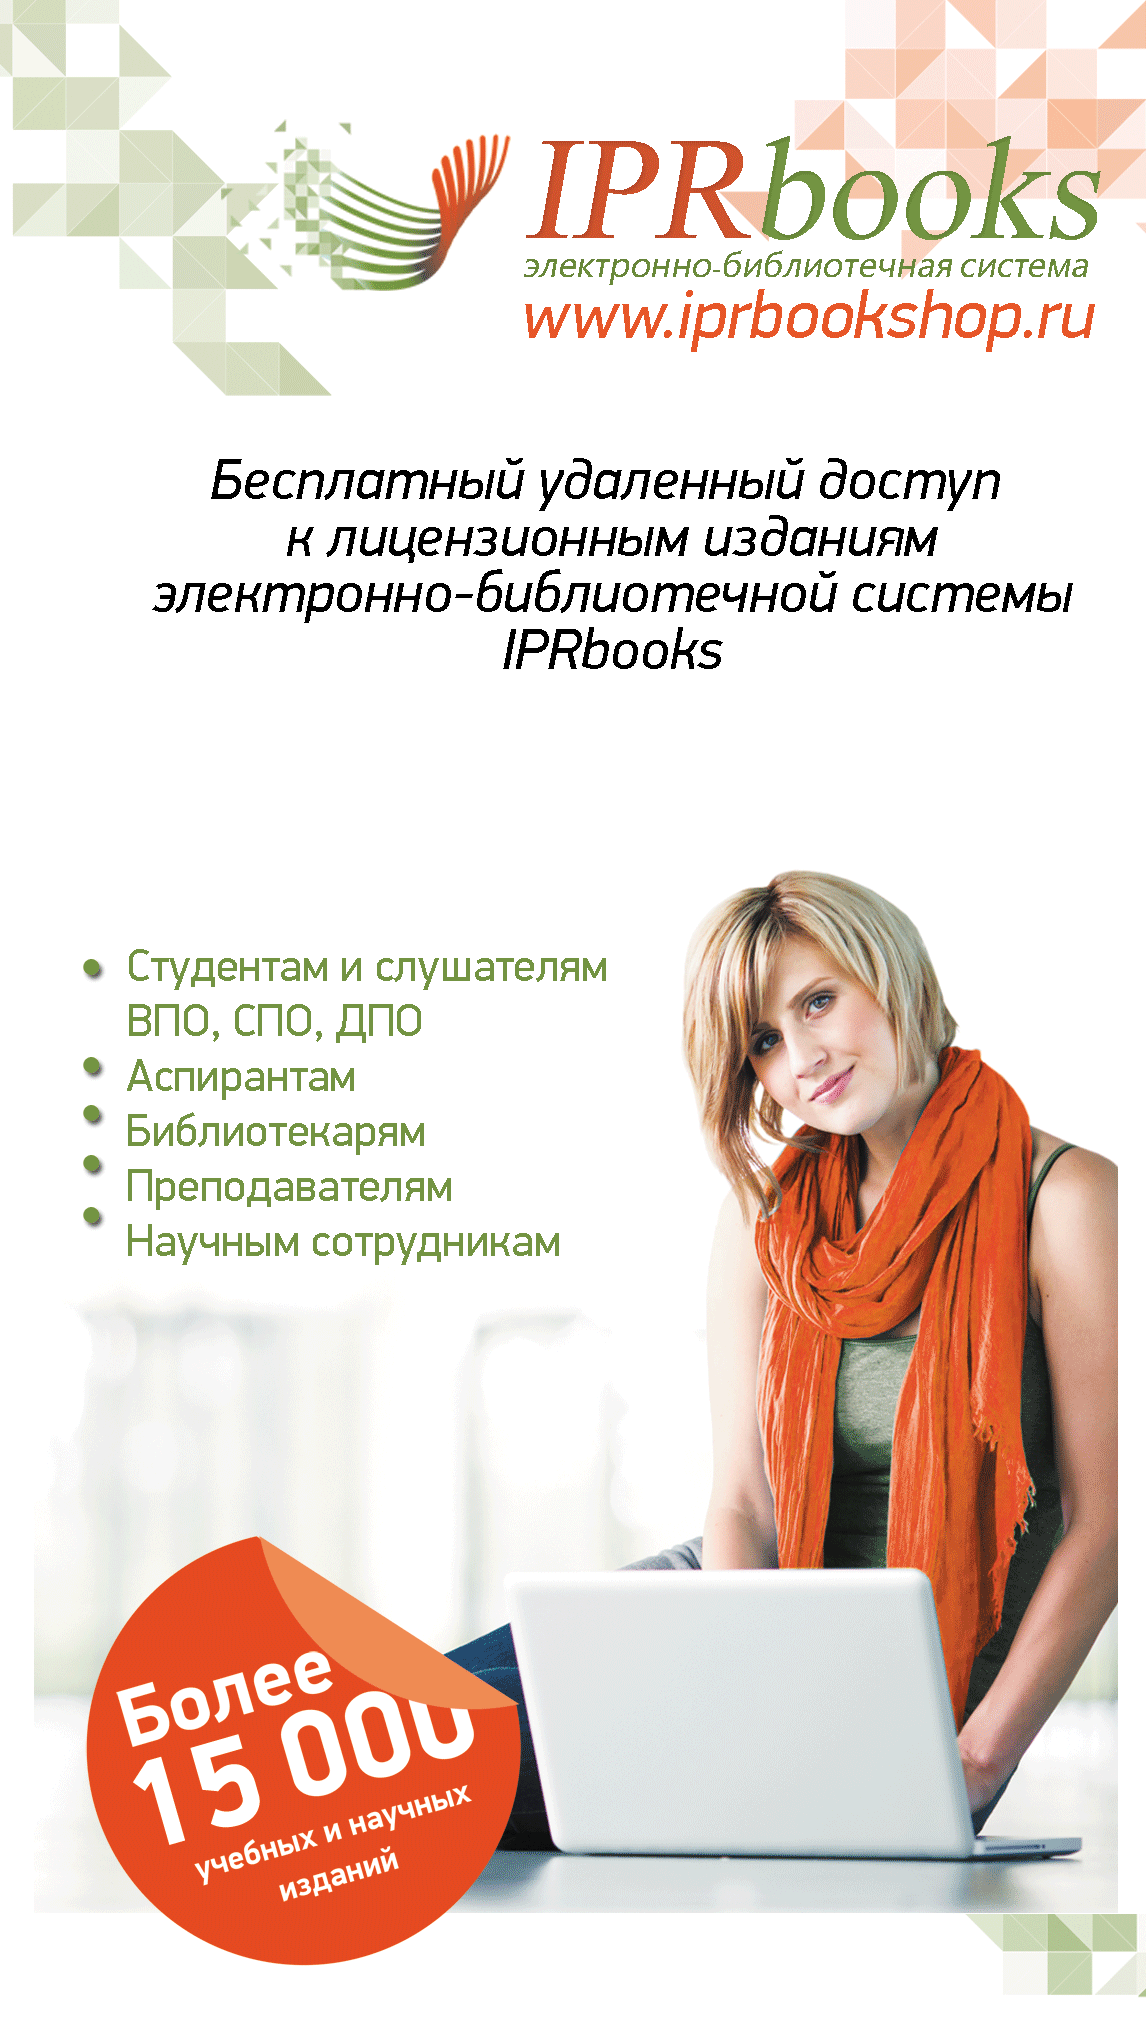 IPRbooks
электронно-библиотечная система
www.iprbookshop.ru
Бесплатный удаленный доступ
к лицензионным изданиям
электронно-библиотечной системы
IPRbooks
Студентам и слушателям
ВПО, СПО, ДПО
Аспирантам
Библиотекарям
Преподавателям
Научным сотрудникам
Более
15 000
учебных и научных
изданий